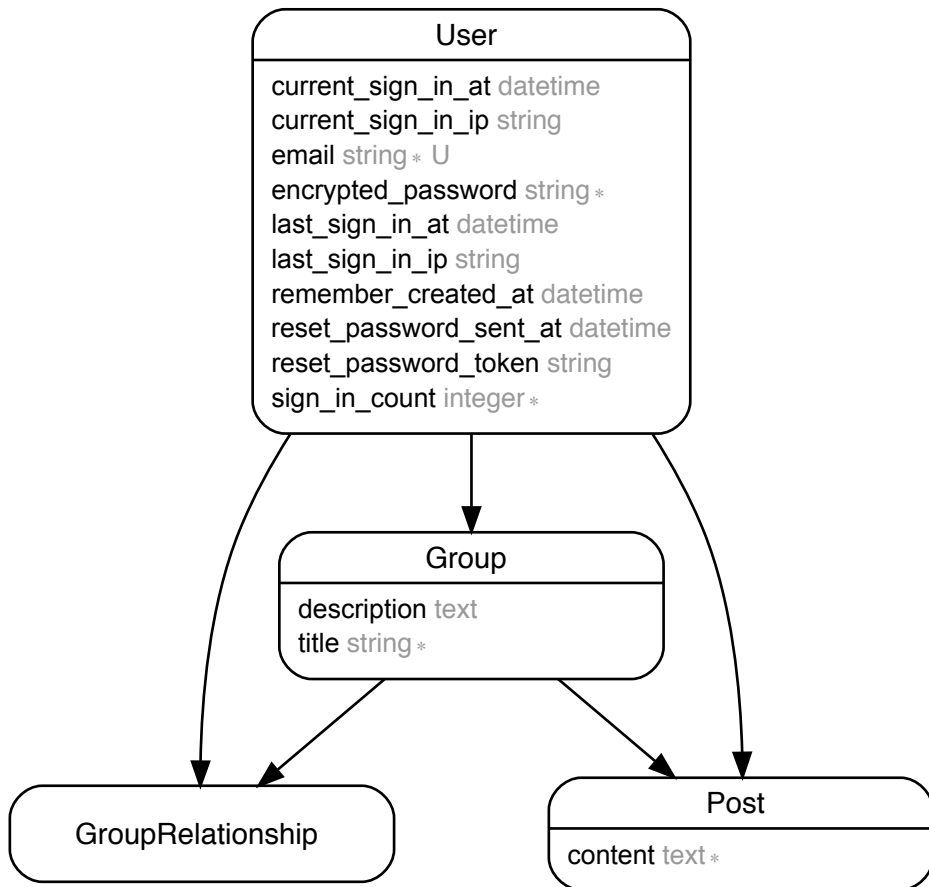 User
current_sign_in_at datetime
current_sign_in_ip string
email string * U
encrypted_password string *
last_sign_in_at datetime
last_sign_in_ip string
remember_created_at datetime
reset_password_sent_at datetime
reset_password_token string
sign_in_count integer *
Group
description text
title string *
GroupRelationship
Post
content text *